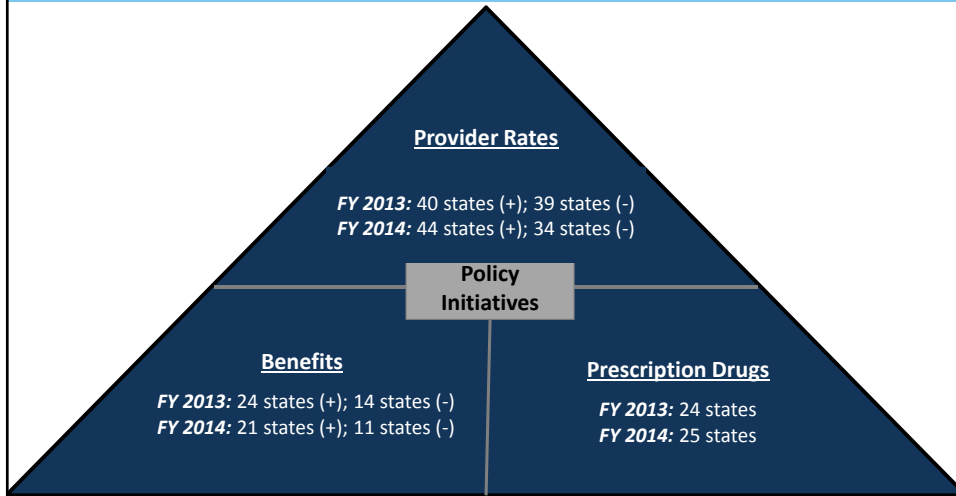 Provider Rates
FY 2013: 40 states (+); 39 states (-)
FY 2014: 44 states (+); 34 states (-)
Policy
Initiatives
Benefits
FY 2013: 24 states (+); 14 states (-)
FY 2014: 21 states (+); 11 states (-)
Prescription Drugs
FY 2013: 24 states
FY 2014: 25 states